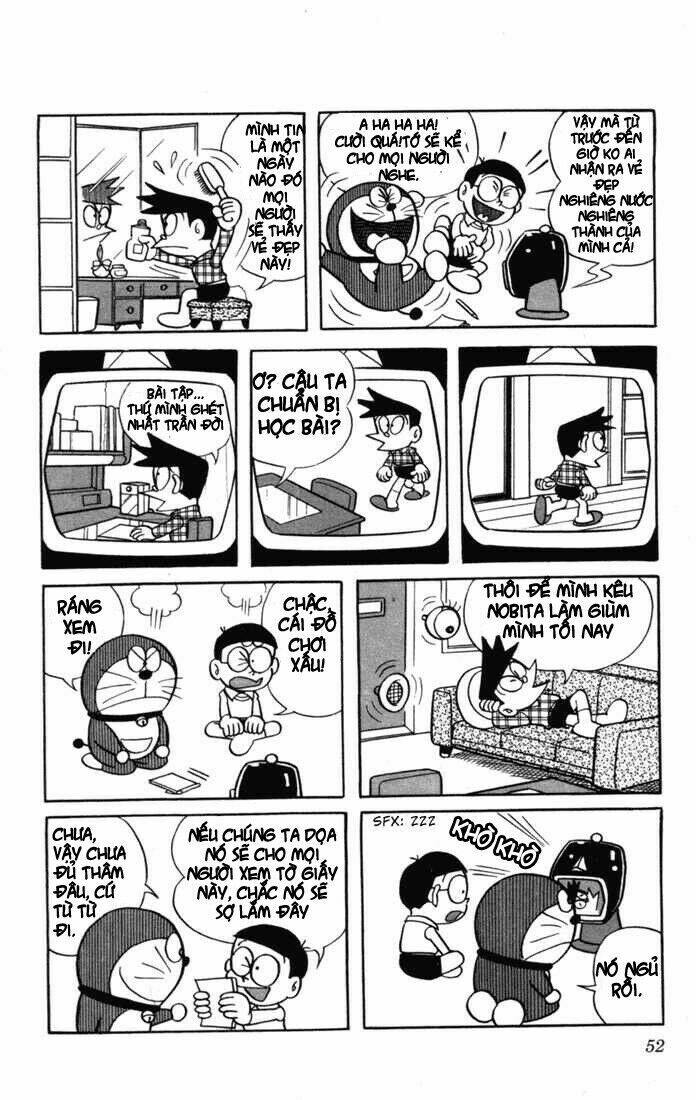 MÌNH TIN
LÀ MỘT
NGÀY
NÀO ĐÓ
MỌI
NGƯỜI
SẼ THẤY
VẺ ĐẸP
NÀY!
A HA HA HA!
CƯỜI QUÁ!TỚ SẼ KỂ
CHO MỌI NGƯỜI
NGHE.
VẬY MÀ TỪ
TRƯỚC ĐẾN
GIỜ KO AI
NHẬN RA VẺ
ĐẸP
NGHIÊNG NƯỚC
NGHIÊNG
THÀNH CỦA
MÌNH CẢ!
BÀI TẬP...
THỨ MÌNH GHÉT
NHẤT TRẦN ĐỜI
Ơ? CẬU TA
CHUẨN BỊ
HỌC BÀI?
RÁNG
XEM
ĐI!
CHẬC,
CÁI ĐỒ
CHƠI
XẤU!
THÔI ĐỂ MÌNH KÊU
NOBITA LÀM GIÙM
MÌNH TỐI NAY
CHƯA,
VẬY CHƯA
ĐỦ THÂM
ĐÂU, CỨ
TỪ TỪ
ĐI.
NẾU CHÚNG TA DỌA
NÓ SẼ CHO MỌI
NGƯỜI XEM TỜ GIẤY
NÀY, CHẮC NÓ SẼ
SỢ LẮM ĐÂY
SFX: ZZZ
KHÒ KHÒ
NÓ NGỦ
RỒI.
52